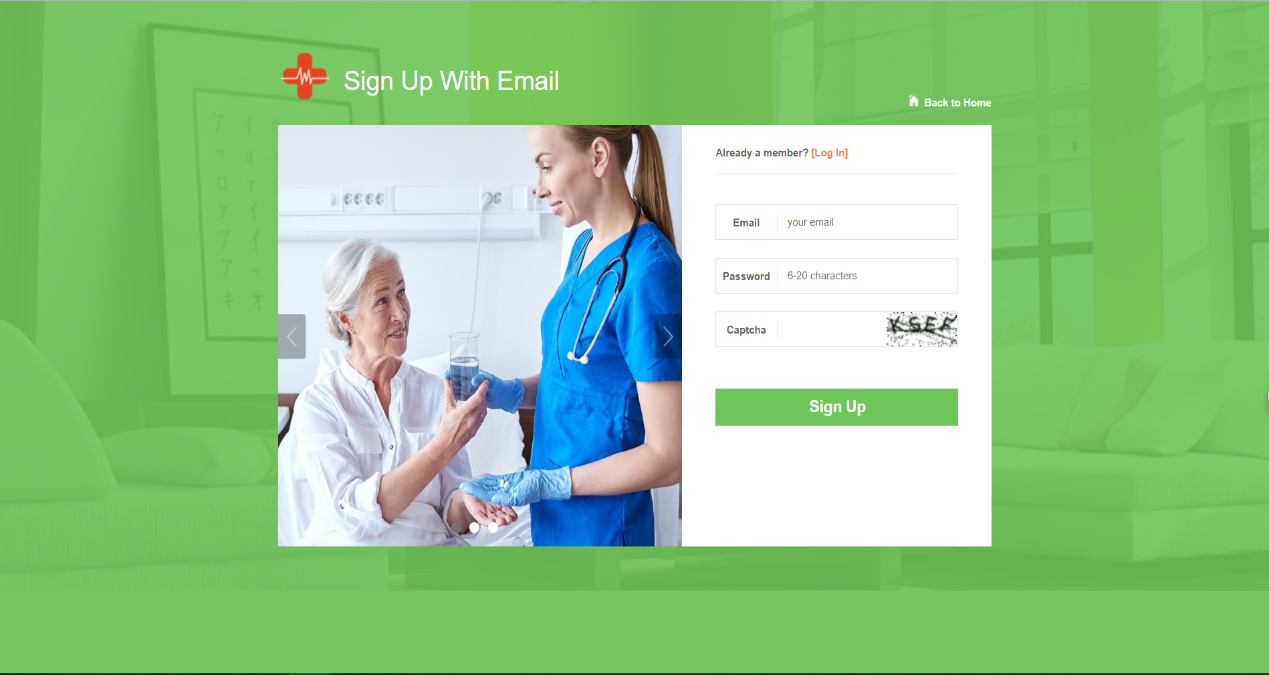 Sign Up With Email
Back to Home
Already a member? [Log In]
Email your email
Password 6-20 characters
Captcha
Sign Up